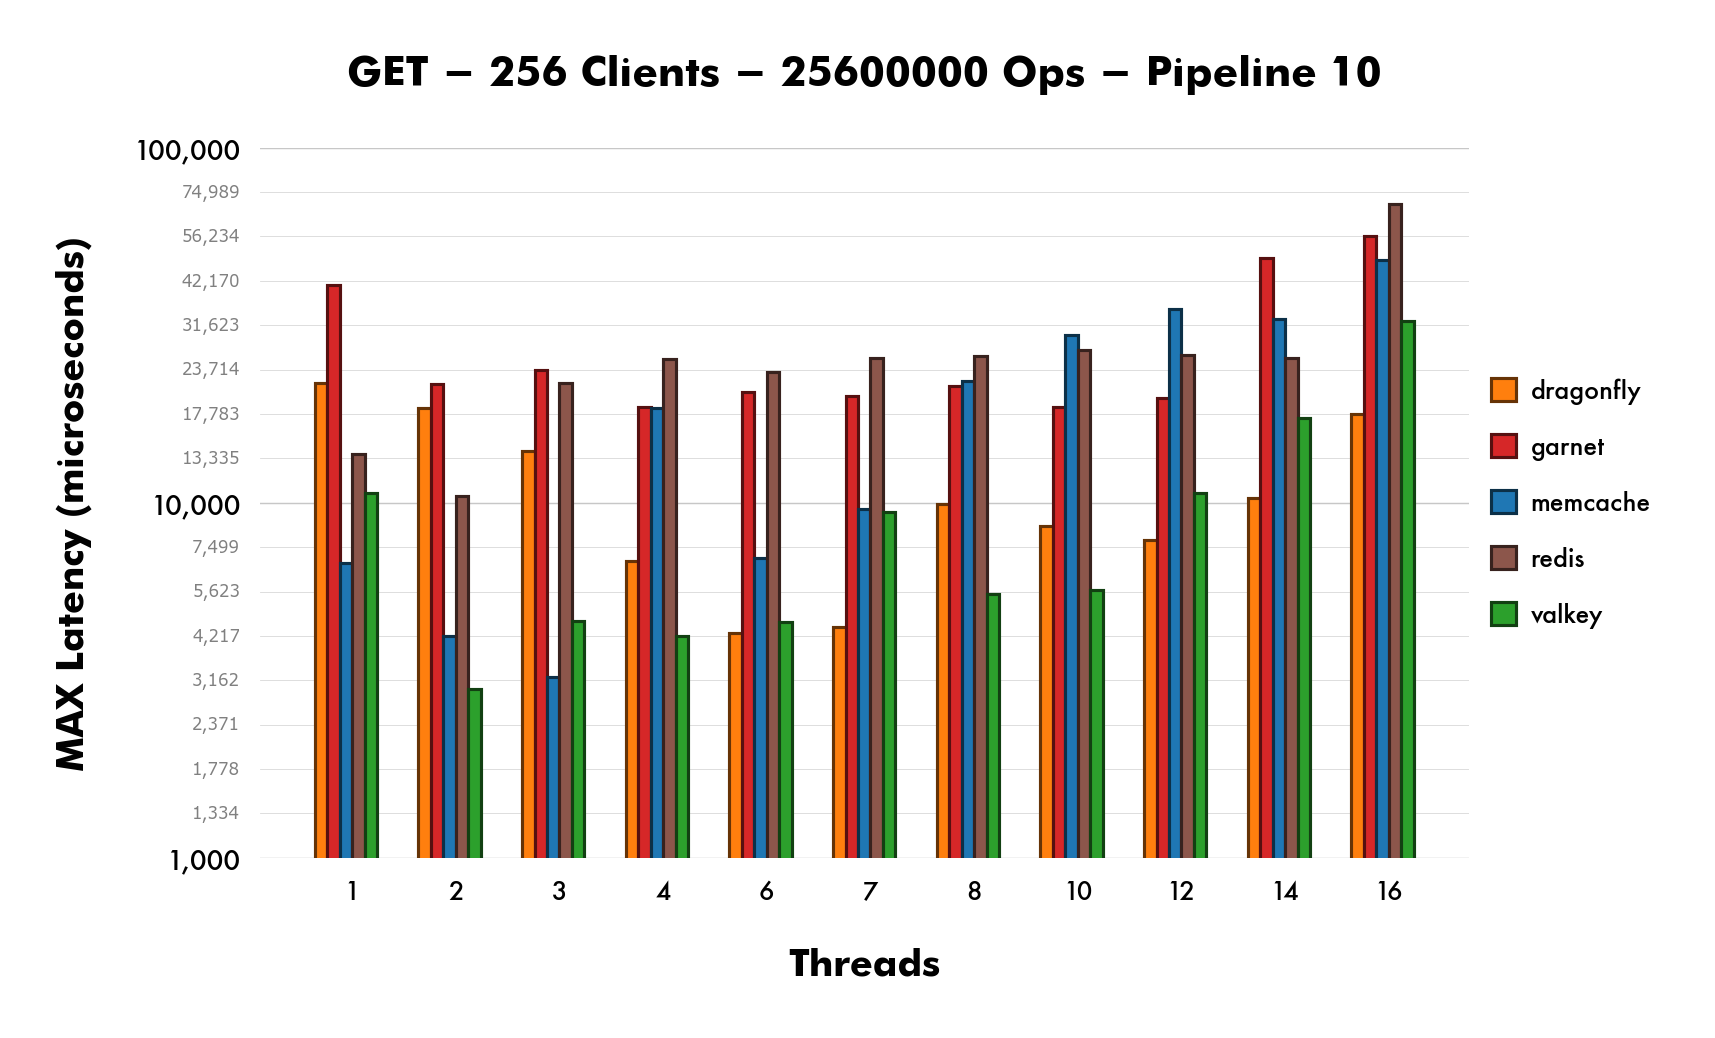 GET – 256 Clients – 25600000 Ops – Pipeline 10
MAX Latency (microseconds)
100,000
74,989
56,234
42,170
31,623
23,714
17,783
13,335
10,000
7,499
5,623
4,217
3,162
2,371
1,778
1,334
1,000
1 2 3 4 6 7 8 10 12 14 16
Threads
dragonfly
garnet
memcache
redis
valkey